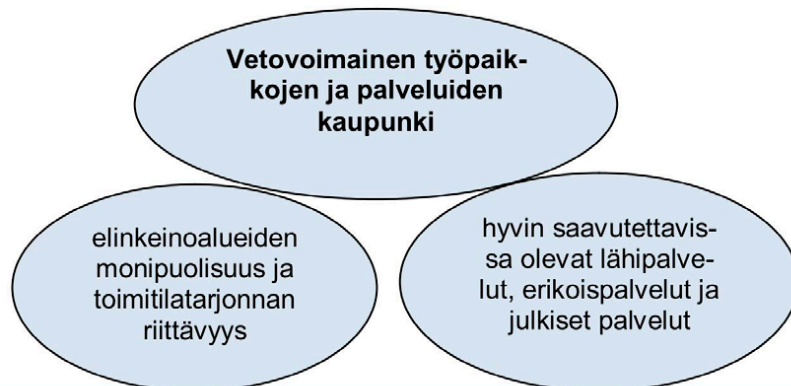 Vetovoimainen työpaik-
kojen ja palveluiden
kaupunki
elinkeinoalueiden
monipuolisuus ja
toimitilatarjonnan
riittävyys
hyvin saavutettavis-
sa olevat lähipalve-
lut, erikoispalvelut ja
julkiset palvelut